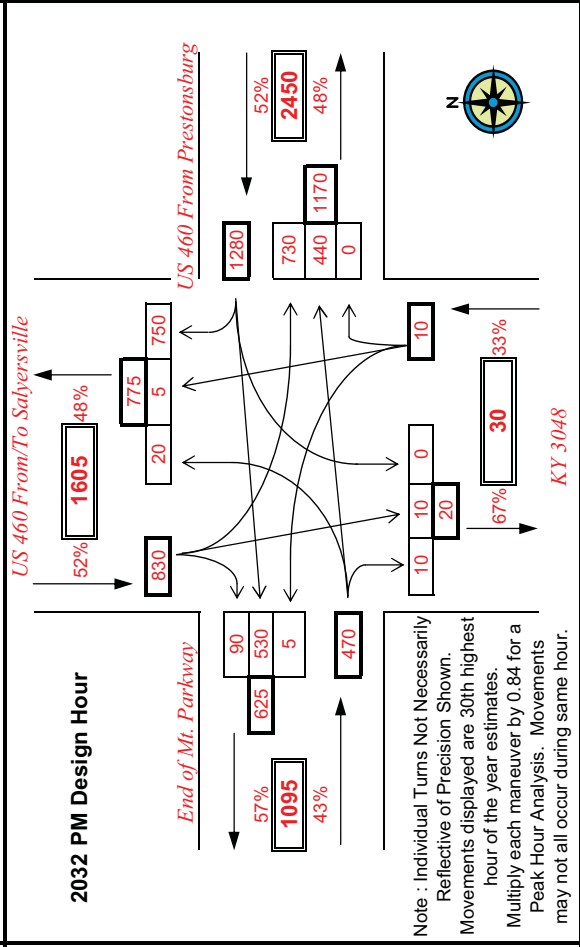 2032 PM Design Hour
US 460 From/To Salyersville
52%
1605
48%
775
830
20
5
750
US 460 From Prestonsburg
52%
2450
48%
1280
730
440
0
1170
N
End of Mt. Parkway
57%
1095
43%
625
90
530
5
470
10
10
0
20
10
67%
30
33%
KY 3048
Note : Individual Turns Not Necessarily
Reflective of Precision Shown.
Movements displayed are 30th highest
hour of the year estimates.
Multiply each maneuver by 0.84 for a
Peak Hour Analysis. Movements
may not all occur during same hour.